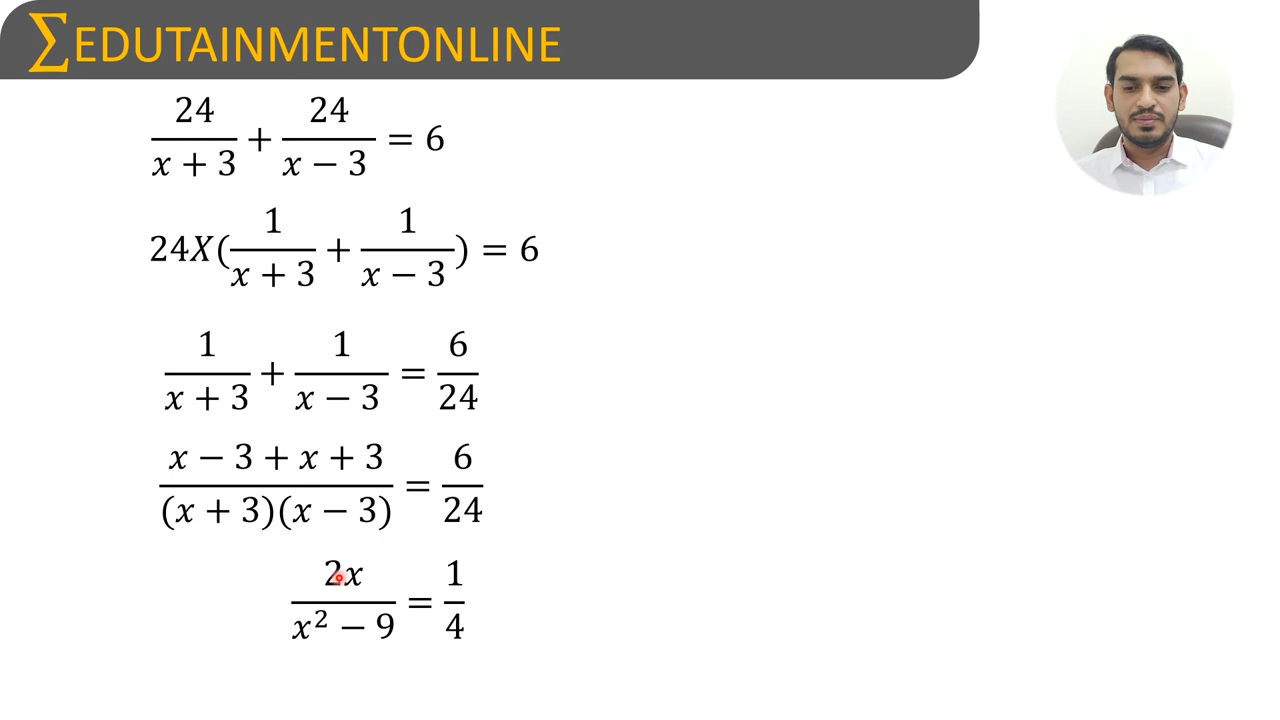 ∑EDUTAINMENTONLINE
24/(x + 3) + 24/(x − 3) = 6
24X(1/(x + 3) + 1/(x − 3)) = 6
1/(x + 3) + 1/(x − 3) = 6/24
(x − 3 + x + 3)/((x + 3)(x − 3)) = 6/24
2x/(x² − 9) = 1/4